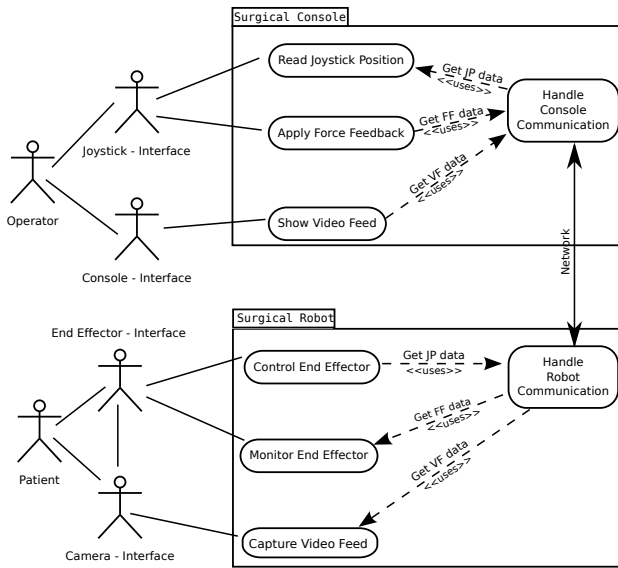 Surgical Console
Read Joystick Position
Get JP data
<<uses>>
Handle
Console
Communication
Get FF data
<<uses>>
Apply Force Feedback
Joystick - Interface
Get VF data
<<uses>>
Operator
Show Video Feed
Console - Interface
Network
Surgical Robot
End Effector - Interface
Control End Effector
Get JP data
<<uses>>
Handle
Robot
Communication
Get FF data
<<uses>>
Monitor End Effector
Get VF data
<<uses>>
Patient
Capture Video Feed
Camera - Interface